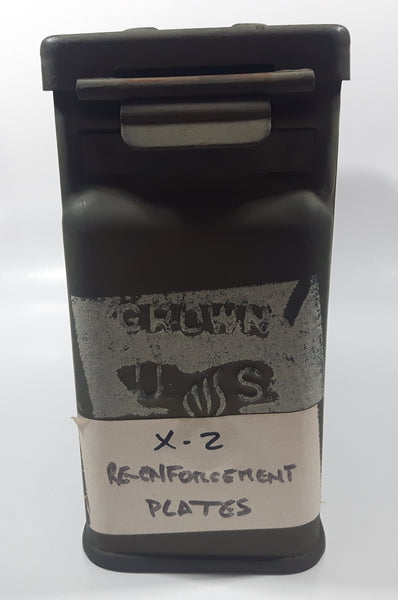 CROWN
U. S.
X-2
RE-ENFORCEMENT
PLATES